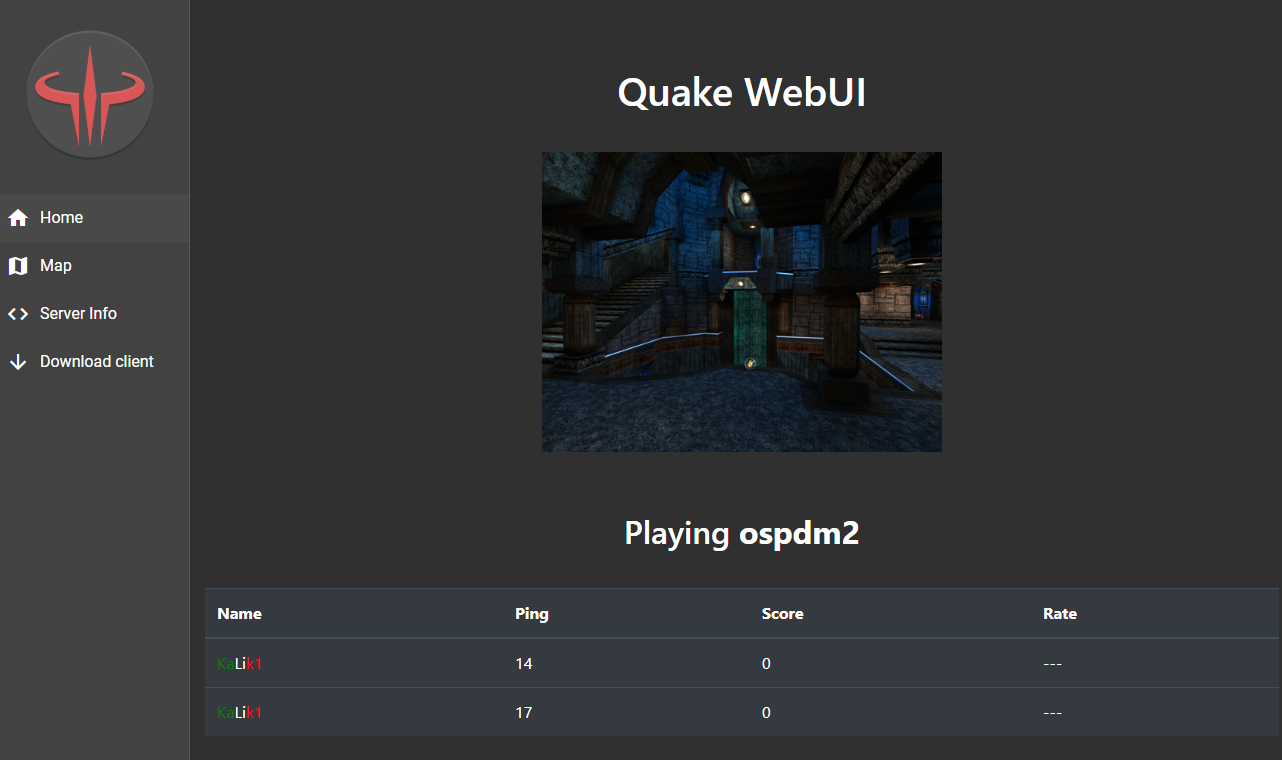 Quake WebUI
Home
Map
Server Info
Download client
Playing ospdm2
Name Ping Score Rate
KaLik1 14 0 ---
KaLik1 17 0 ---